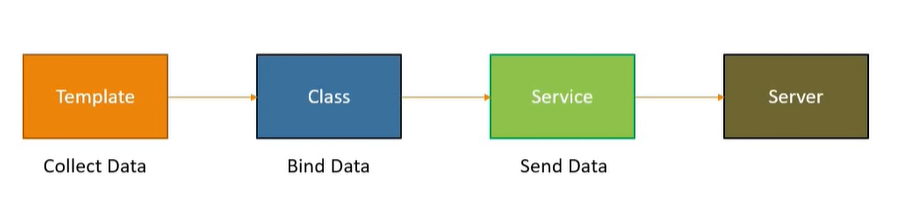 Template
Class
Service
Server
Collect Data
Bind Data
Send Data